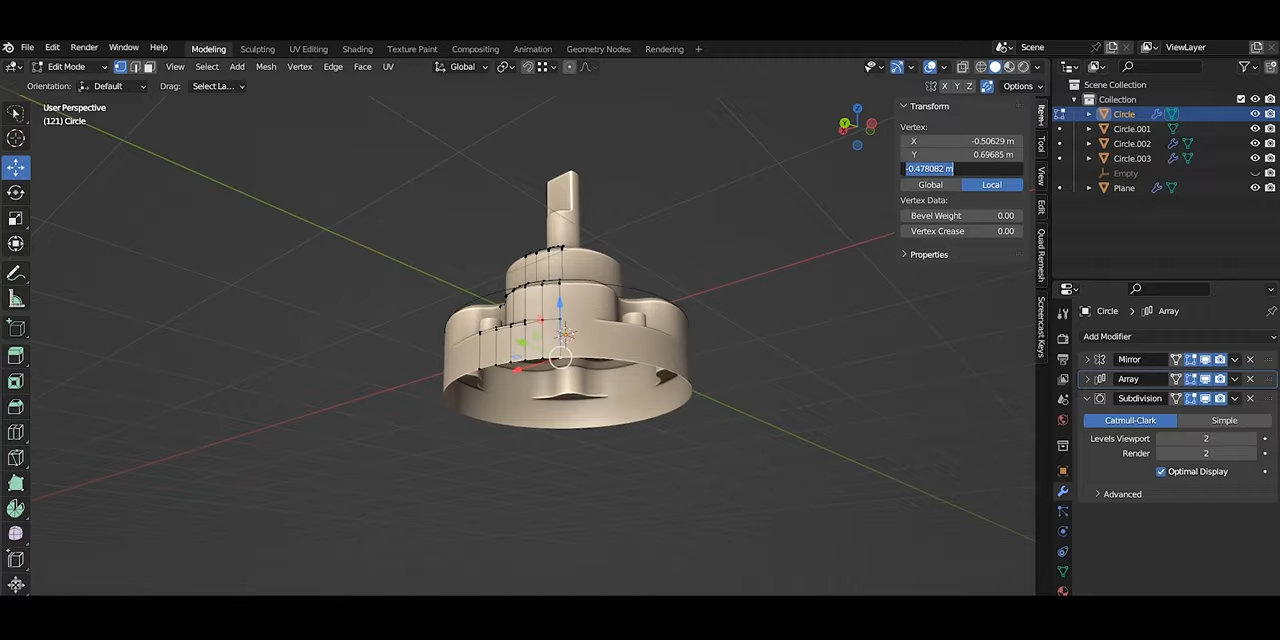 File Edit Render Window Help Modeling Sculpting UV Editing Shading Texture Paint Compositing Animation Geometry Nodes Rendering + Scene ViewLayer
Edit Mode View Select Add Mesh Vertex Edge Face UV Global
Orientation: Default Drag: Select La... X Y Z Options
User Perspective
(121) Circle
Transform
Vertex:
X -0.50629 m
Y 0.69685 m
-0.478082 m
Global Local
Vertex Data:
Bevel Weight 0.00
Vertex Crease 0.00
Properties
Item
Tool
View
Edit
Quad Remesh
Screencast Keys
Scene Collection
Collection
Circle
Circle.001
Circle.002
Circle.003
Empty
Plane
Circle > Array
Add Modifier
Mirror
Array
Subdivision
Catmull-Clark Simple
Levels Viewport 2
Render 2
Optimal Display
Advanced